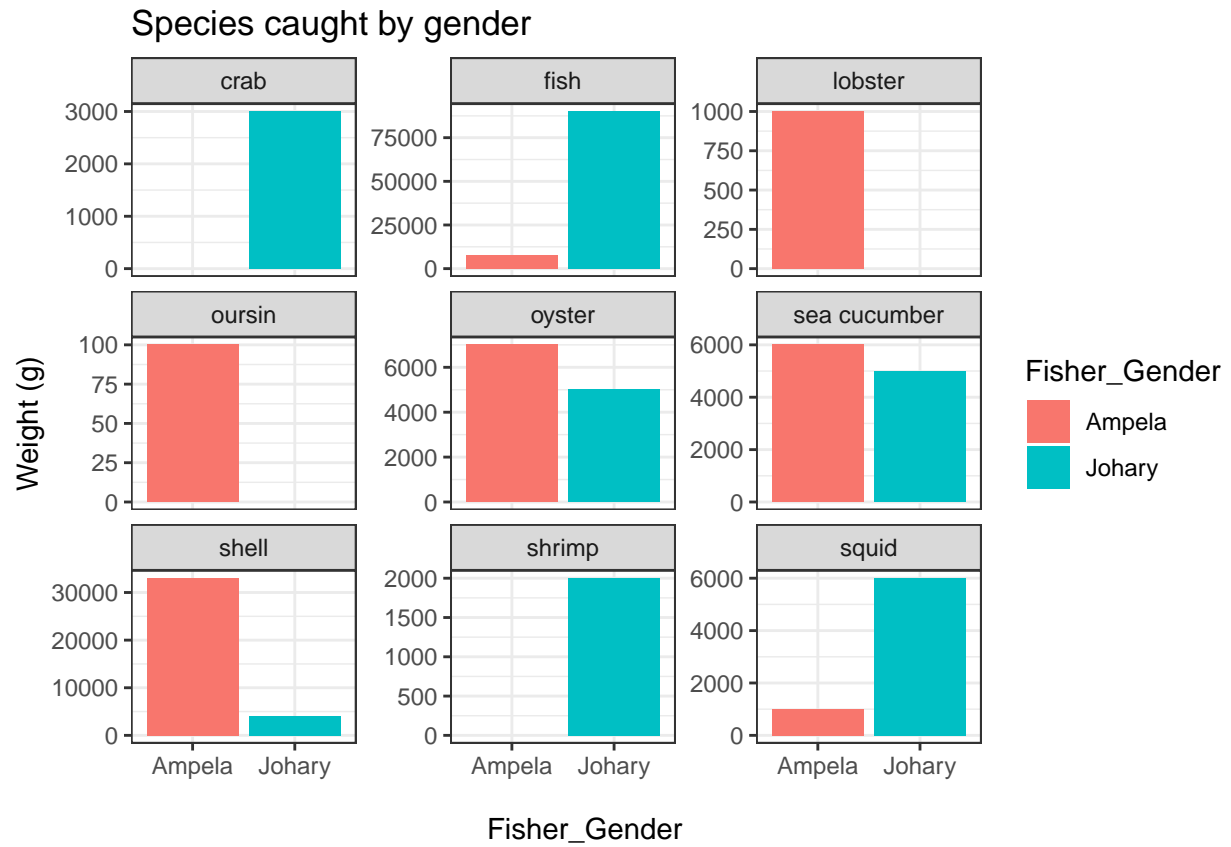 Species caught by gender
crab
fish
lobster
3000
2000
1000
0
75000
50000
25000
0
1000
750
500
250
0
oursin
oyster
sea cucumber
100
75
50
25
0
6000
4000
2000
0
6000
4000
2000
0
shell
shrimp
squid
30000
20000
10000
0
2000
1500
1000
500
0
6000
4000
2000
0
Ampela Johary
Ampela Johary
Ampela Johary
Fisher_Gender
Weight (g)
Fisher_Gender
Ampela
Johary